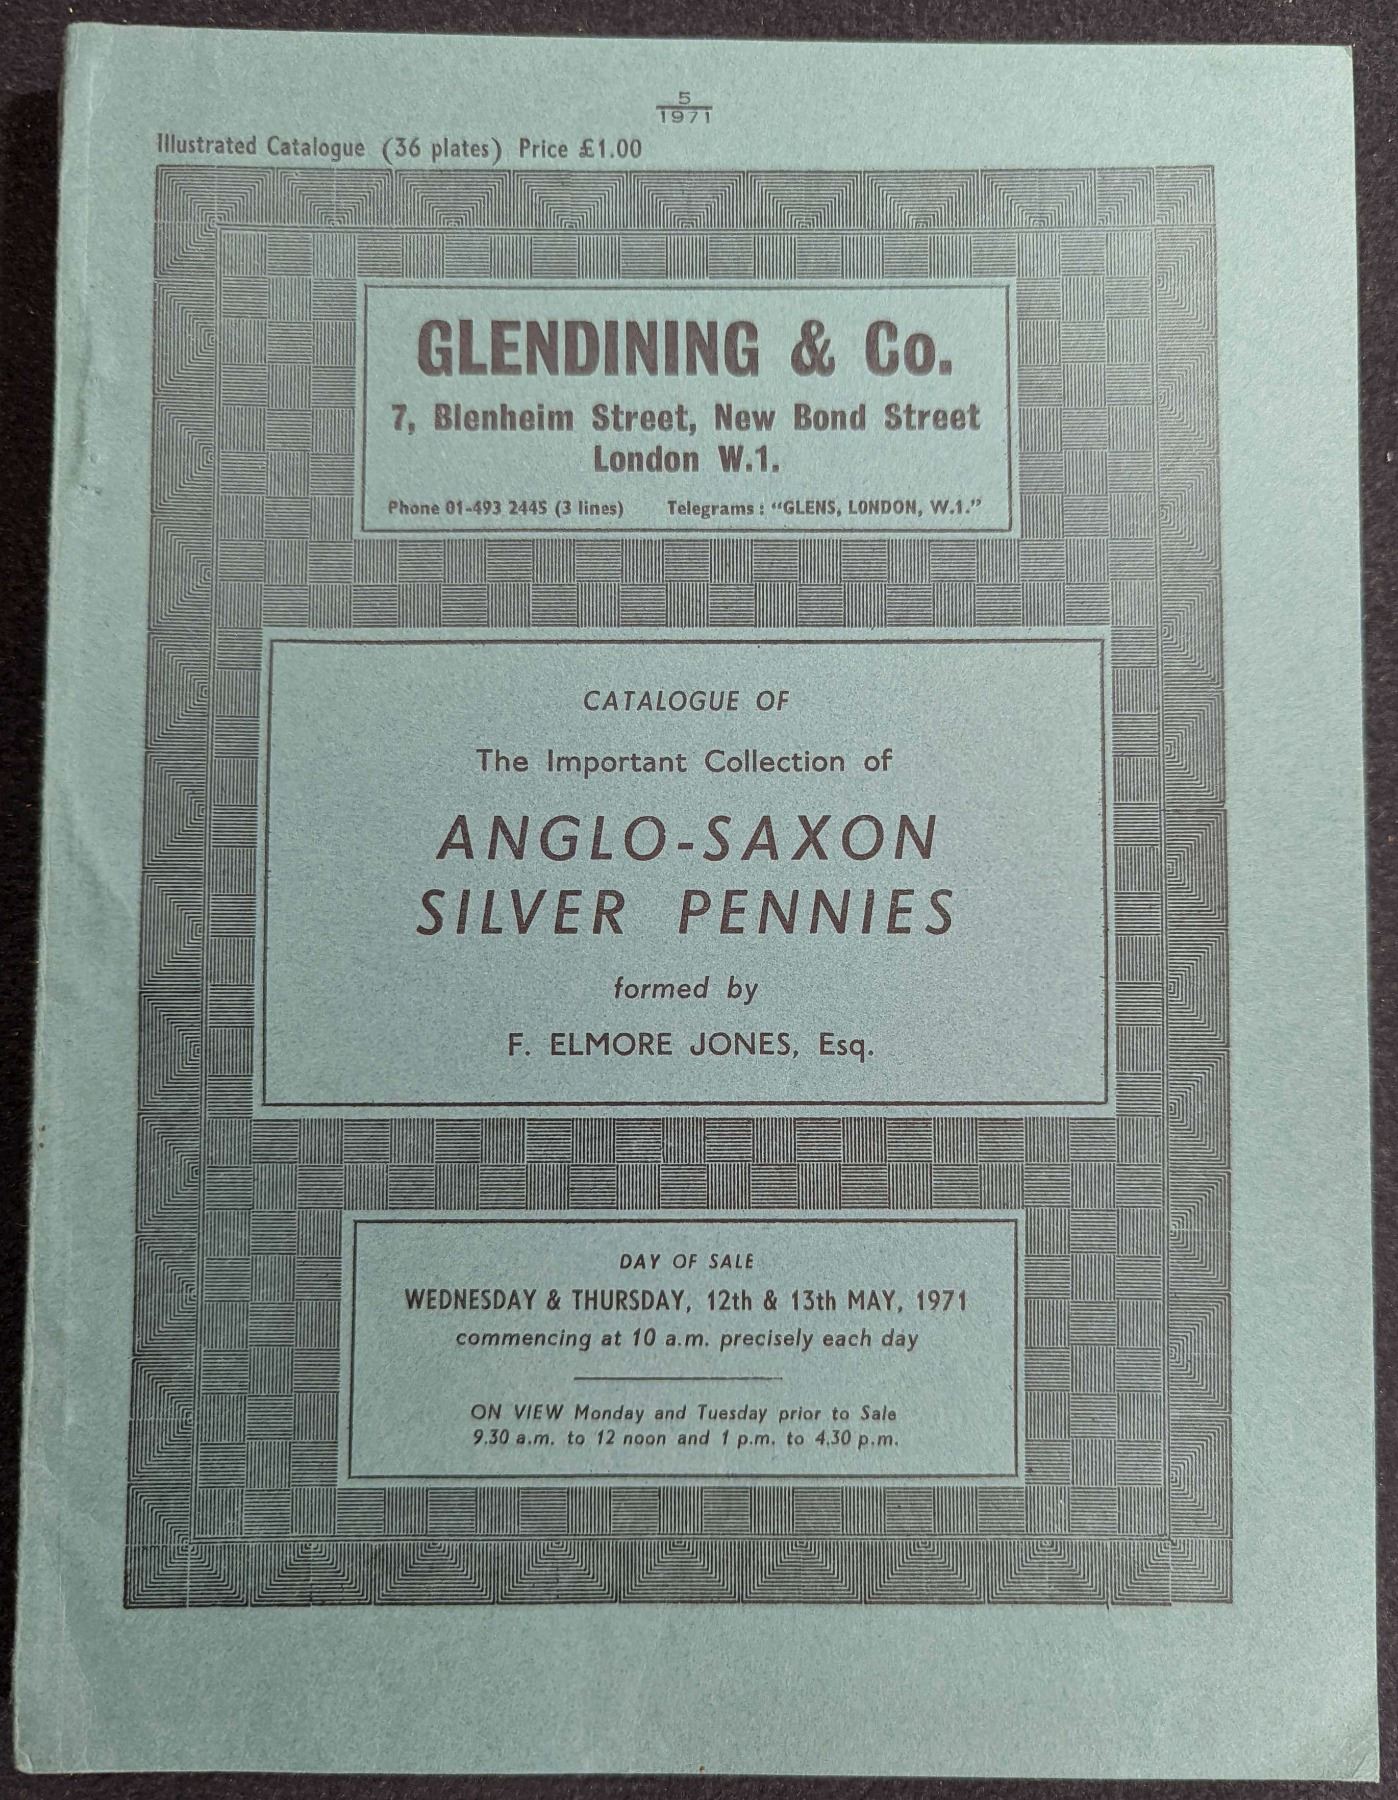 5
1971
Illustrated Catalogue (36 plates) Price £1.00
GLENDINING & Co.
7, Blenheim Street, New Bond Street
London W.1.
Phone 01-493 2445 (3 lines) Telegrams : "GLENS, LONDON, W.1."
CATALOGUE OF
The Important Collection of
ANGLO-SAXON
SILVER PENNIES
formed by
F. ELMORE JONES, Esq.
DAY OF SALE
WEDNESDAY & THURSDAY, 12th & 13th MAY, 1971
commencing at 10 a.m. precisely each day
ON VIEW Monday and Tuesday prior to Sale
9.30 a.m. to 12 noon and 1 p.m. to 4.30 p.m.